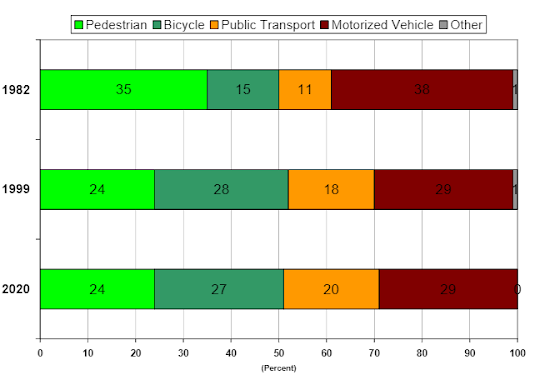 Pedestrian Bicycle Public Transport Motorized Vehicle Other
1982 35 15 11 38 1
1999 24 28 18 29 1
2020 24 27 20 29 0
0 10 20 30 40 50 60 70 80 90 100
(Percent)